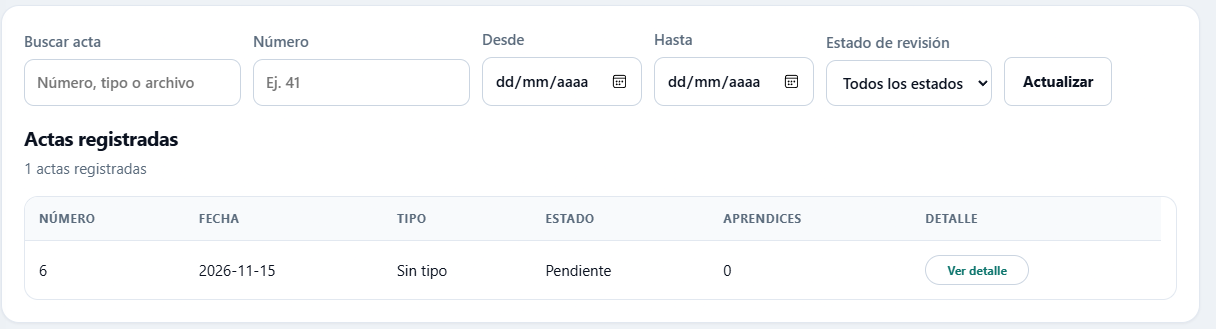 Buscar acta Número Desde Hasta Estado de revisión
Número, tipo o archivo Ej. 41 dd/mm/aaaa dd/mm/aaaa Todos los estados Actualizar
Actas registradas
1 actas registradas
NÚMERO FECHA TIPO ESTADO APRENDICES DETALLE
6 2026-11-15 Sin tipo Pendiente 0 Ver detalle